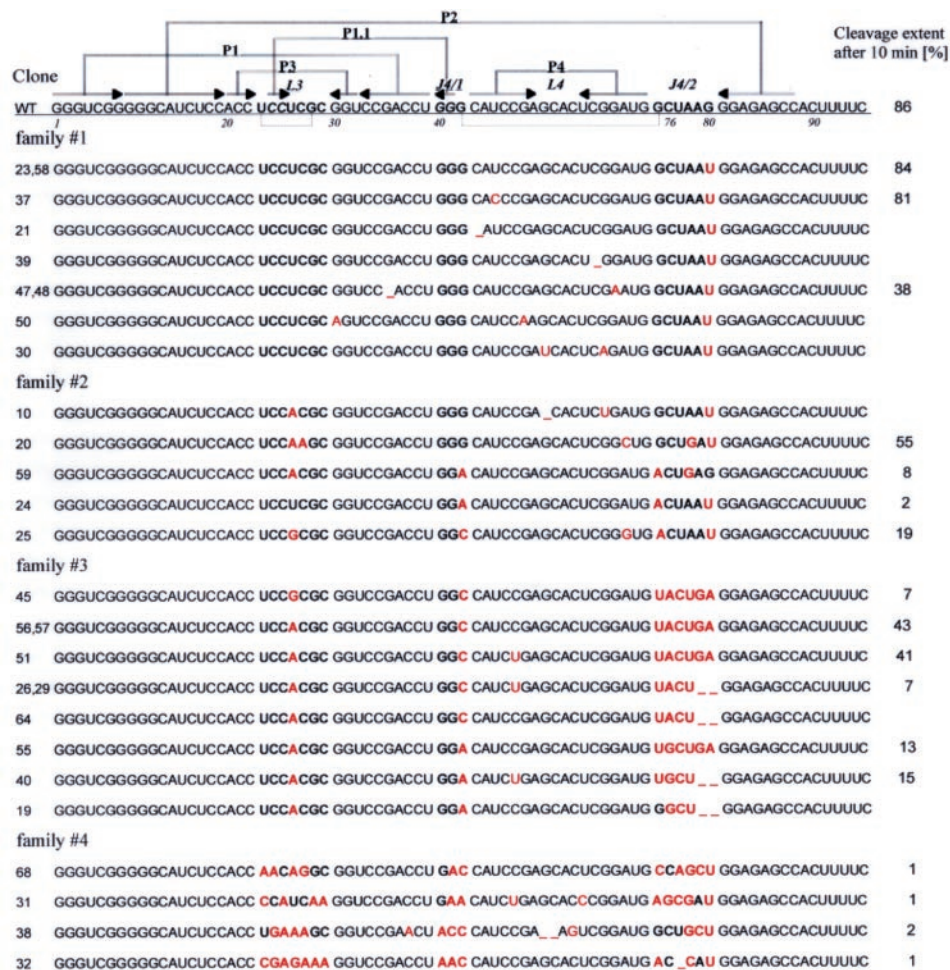 P2
Cleavage extent
after 10 min [%]
P1.1
P1
P3 P4
Clone L3 J4/1 L4 J4/2
WT GGGUCGGGGGCAUCUCCACC UCCUCGC GGUCCGACCU GGG CAUCCGAGCACUCGGAUG GCUAAG GGAGAGCCACUUUUC 86
1 20 30 40 76 80 90
family #1
23,58 GGGUCGGGGGCAUCUCCACC UCCUCGC GGUCCGACCU GGG CAUCCGAGCACUCGGAUG GCUAAU GGAGAGCCACUUUUC 84
37 GGGUCGGGGGCAUCUCCACC UCCUCGC GGUCCGACCU GGG CACCCGAGCACUCGGAUG GCUAAU GGAGAGCCACUUUUC 81
21 GGGUCGGGGGCAUCUCCACC UCCUCGC GGUCCGACCU GGG _AUCCGAGCACUCGGAUG GCUAAU GGAGAGCCACUUUUC
39 GGGUCGGGGGCAUCUCCACC UCCUCGC GGUCCGACCU GGG CAUCCGAGCACU_GGAUG GCUAAU GGAGAGCCACUUUUC
47,48 GGGUCGGGGGCAUCUCCACC UCCUCGC GGUCC_ACCU GGG CAUCCGAGCACUCGAAUG GCUAAU GGAGAGCCACUUUUC 38
50 GGGUCGGGGGCAUCUCCACC UCCUCGC AGUCCGACCU GGG CAUCCAAGCACUCGGAUG GCUAAU GGAGAGCCACUUUUC
30 GGGUCGGGGGCAUCUCCACC UCCUCGC GGUCCGACCU GGG CAUCCGAUCACUCAGAUG GCUAAU GGAGAGCCACUUUUC
family #2
10 GGGUCGGGGGCAUCUCCACC UCCACGC GGUCCGACCU GGG CAUCCGA_CACUCUGAUG GCUAAU GGAGAGCCACUUUUC
20 GGGUCGGGGGCAUCUCCACC UCCAAGC GGUCCGACCU GGG CAUCCGAGCACUCGGCUG GCUGAU GGAGAGCCACUUUUC 55
59 GGGUCGGGGGCAUCUCCACC UCCACGC GGUCCGACCU GGA CAUCCGAGCACUCGGAUG ACUGAG GGAGAGCCACUUUUC 8
24 GGGUCGGGGGCAUCUCCACC UCCUCGC GGUCCGACCU GGA CAUCCGAGCACUCGGAUG ACUAAU GGAGAGCCACUUUUC 2
25 GGGUCGGGGGCAUCUCCACC UCCGCGC GGUCCGACCU GGC CAUCCGAGCACUCGGGUG ACUAAU GGAGAGCCACUUUUC 19
family #3
45 GGGUCGGGGGCAUCUCCACC UCCGCGC GGUCCGACCU GGC CAUCCGAGCACUCGGAUG UACUGA GGAGAGCCACUUUUC 7
56,57 GGGUCGGGGGCAUCUCCACC UCCACGC GGUCCGACCU GGC CAUCCGAGCACUCGGAUG UACUGA GGAGAGCCACUUUUC 43
51 GGGUCGGGGGCAUCUCCACC UCCACGC GGUCCGACCU GGC CAUCUGAGCACUCGGAUG UACUGA GGAGAGCCACUUUUC 41
26,29 GGGUCGGGGGCAUCUCCACC UCCACGC GGUCCGACCU GGC CAUCUGAGCACUCGGAUG UACU_ _ GGAGAGCCACUUUUC 7
64 GGGUCGGGGGCAUCUCCACC UCCACGC GGUCCGACCU GGC CAUCCGAGCACUCGGAUG UACU_ _ GGAGAGCCACUUUUC
55 GGGUCGGGGGCAUCUCCACC UCCACGC GGUCCGACCU GGA CAUCCGAGCACUCGGAUG UGCUGA GGAGAGCCACUUUUC 13
40 GGGUCGGGGGCAUCUCCACC UCCACGC GGUCCGACCU GGA CAUCUGAGCACUCGGAUG UGCU_ _ GGAGAGCCACUUUUC 15
19 GGGUCGGGGGCAUCUCCACC UCCACGC GGUCCGACCU GGA CAUCCGAGCACUCGGAUG GGCU_ _ GGAGAGCCACUUUUC
family #4
68 GGGUCGGGGGCAUCUCCACC AACAGGC GGUCCGACCU GAC CAUCCGAGCACUCGGAUG CCAGCU GGAGAGCCACUUUUC 1
31 GGGUCGGGGGCAUCUCCACC CCAUCAA GGUCCGACCU GAA CAUCUGAGCACCCGGAUG AGCGAU GGAGAGCCACUUUUC 1
38 GGGUCGGGGGCAUCUCCACC UGAAAGC GGUCCGAACU ACC CAUCCGA_ _AGUCGGAUG GCUGCU GGAGAGCCACUUUUC 2
32 GGGUCGGGGGCAUCUCCACC CGAGAAA GGUCCGACCU AAC CAUCCGAGCACUCGGAUG AC_CAU GGAGAGCCACUUUUC 1